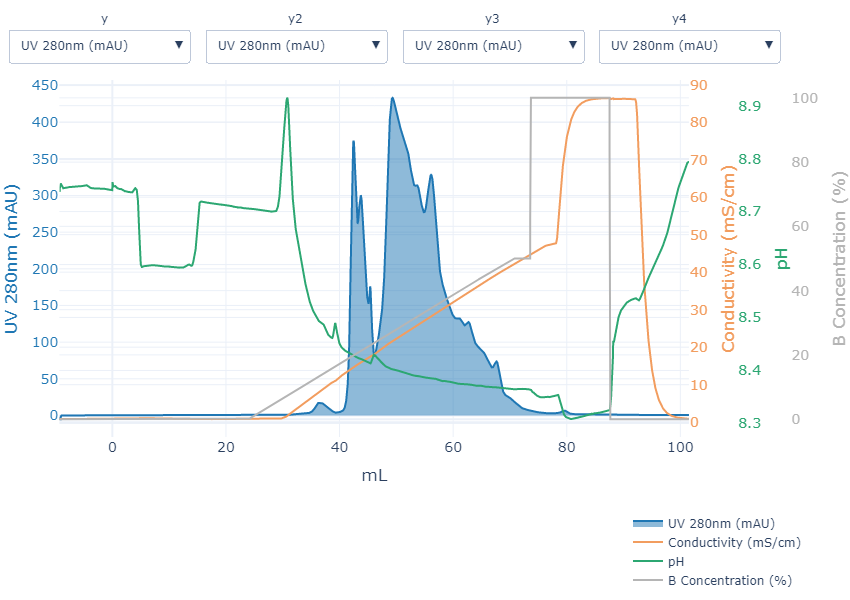 y y2 y3 y4
UV 280nm (mAU) UV 280nm (mAU) UV 280nm (mAU) UV 280nm (mAU)
UV 280nm (mAU)
450
400
350
300
250
200
150
100
50
0
90
80
70
60
50
40
30
20
10
0
Conductivity (mS/cm)
8.9
8.8
8.7
8.6
8.5
8.4
8.3
pH
100
80
60
40
20
0
B Concentration (%)
0 20 40 60 80 100
mL
UV 280nm (mAU)
Conductivity (mS/cm)
pH
B Concentration (%)